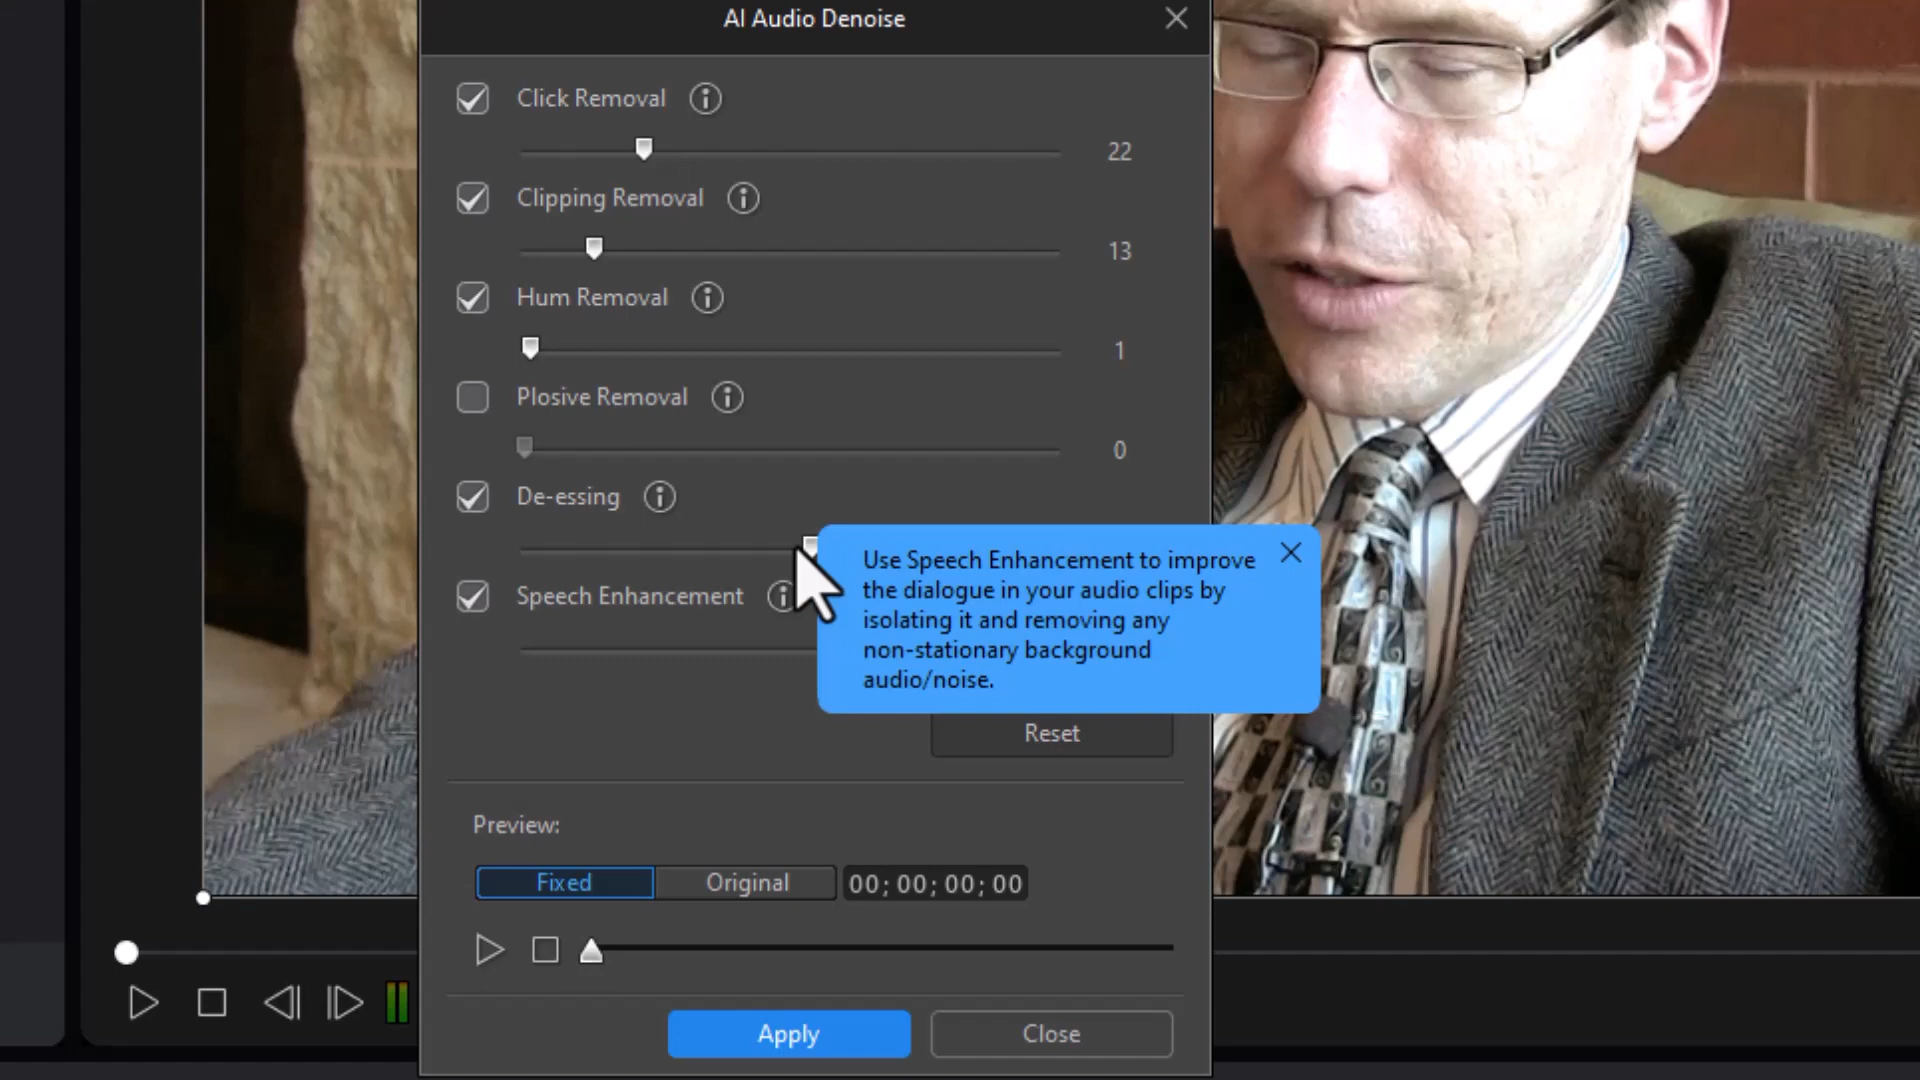 AI Audio Denoise
Click Removal
22
Clipping Removal
13
Hum Removal
1
Plosive Removal
0
De-essing
Speech Enhancement
Use Speech Enhancement to improve
the dialogue in your audio clips by
isolating it and removing any
non-stationary background
audio/noise.
Reset
Preview:
Fixed
Original
00;00;00;00
Apply
Close